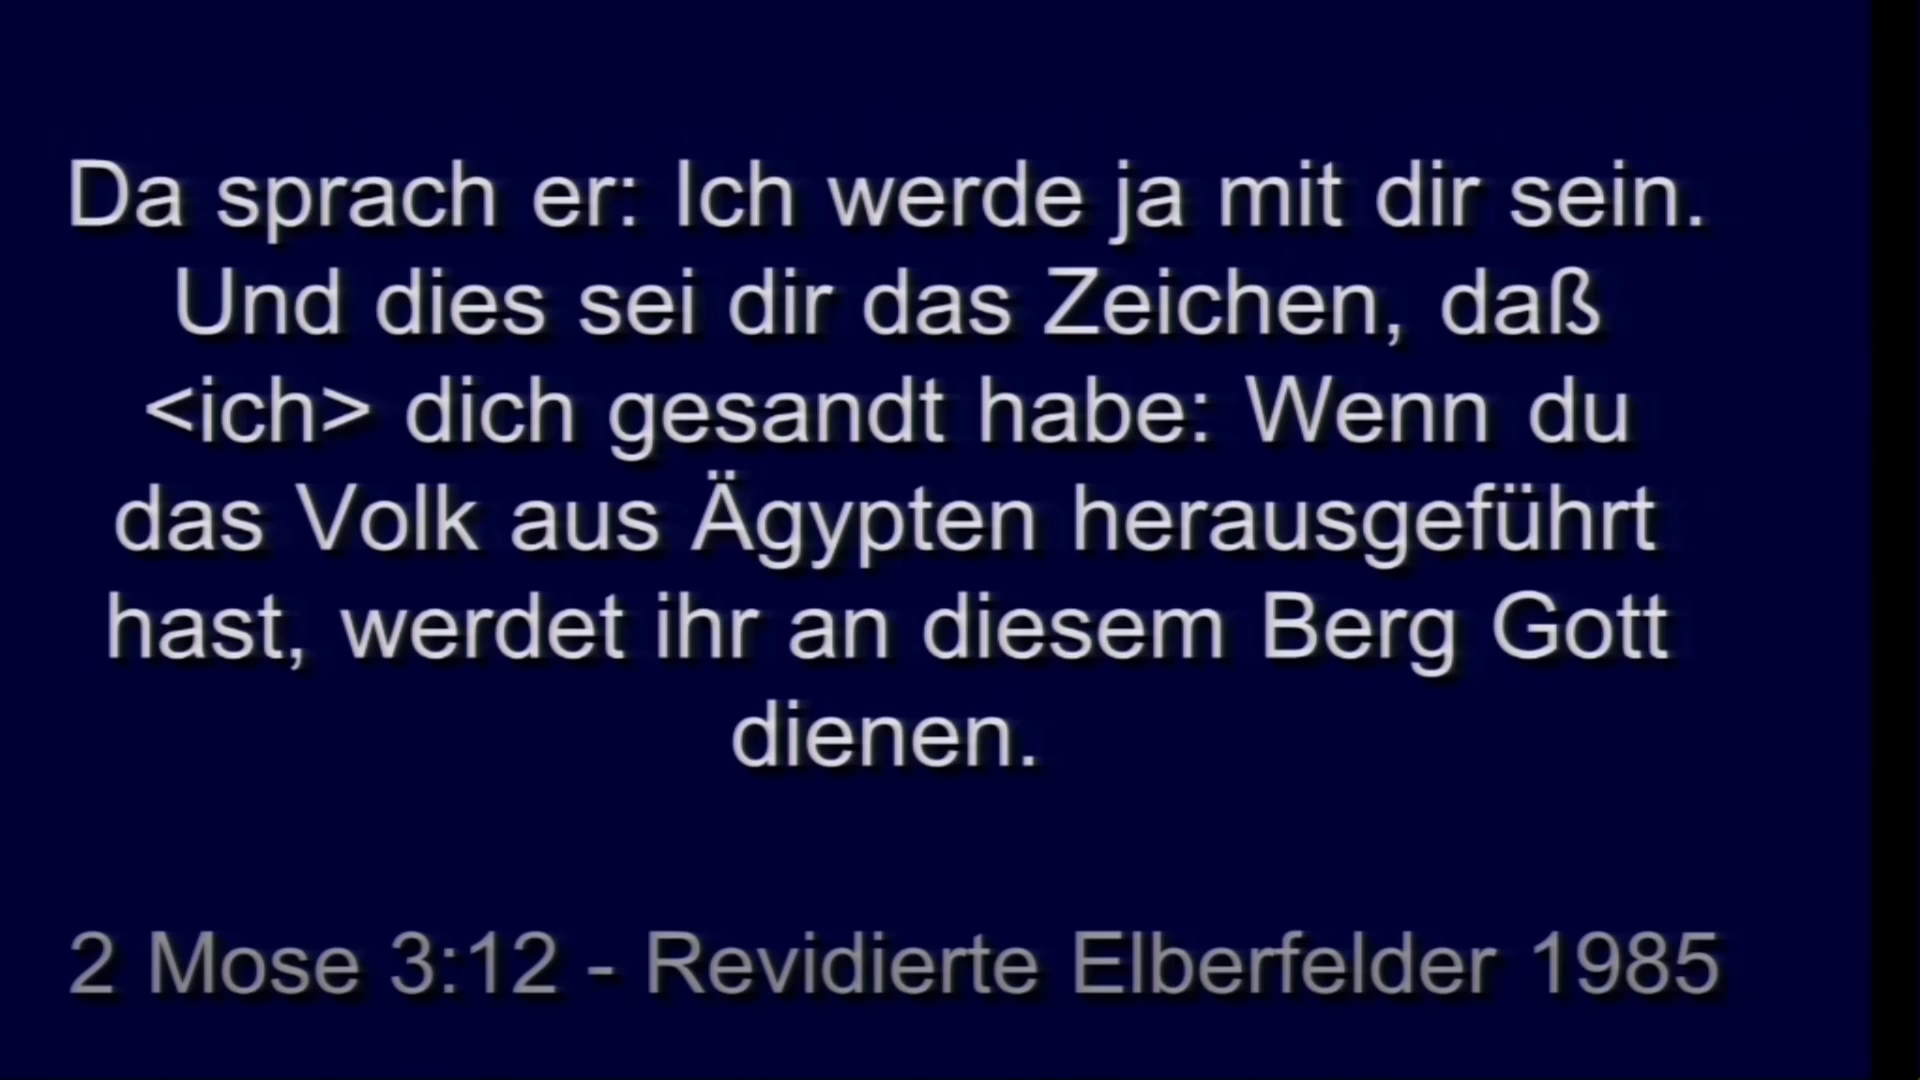 Da sprach er: Ich werde ja mit dir sein.
Und dies sei dir das Zeichen, daß
<ich> dich gesandt habe: Wenn du
das Volk aus Ägypten herausgeführt
hast, werdet ihr an diesem Berg Gott
dienen.
2 Mose 3:12 - Revidierte Elberfelder 1985